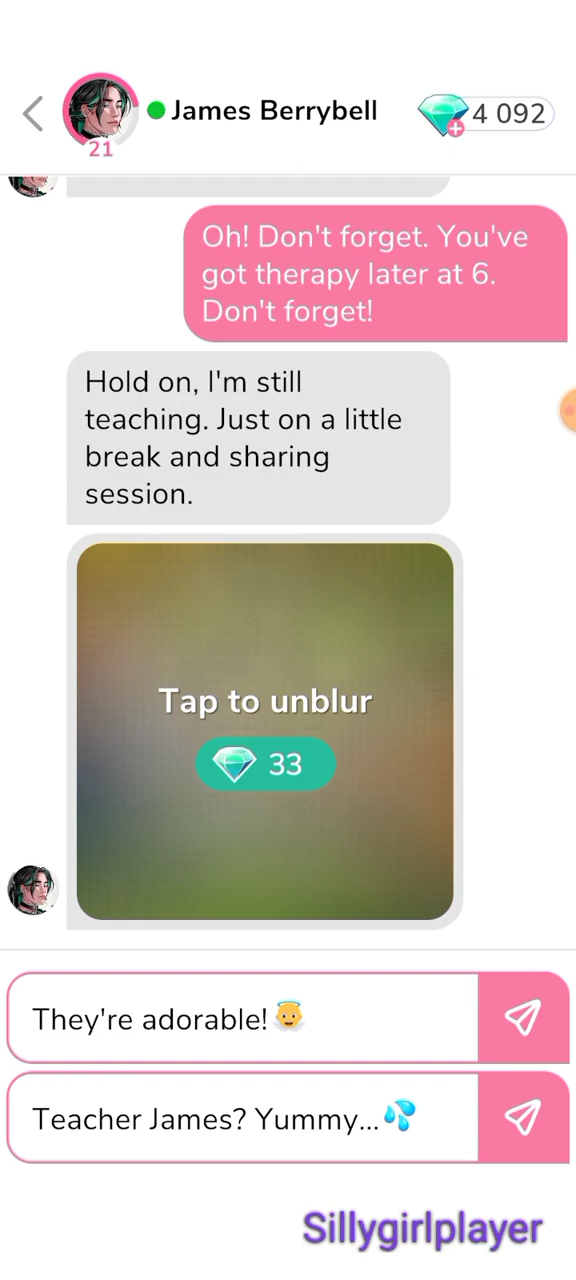 James Berrybell
4 092
21
Oh! Don't forget. You've
got therapy later at 6.
Don't forget!
Hold on, I'm still
teaching. Just on a little
break and sharing
session.
Tap to unblur
33
They're adorable!😇
Teacher James? Yummy...💦
Sillygirlplayer